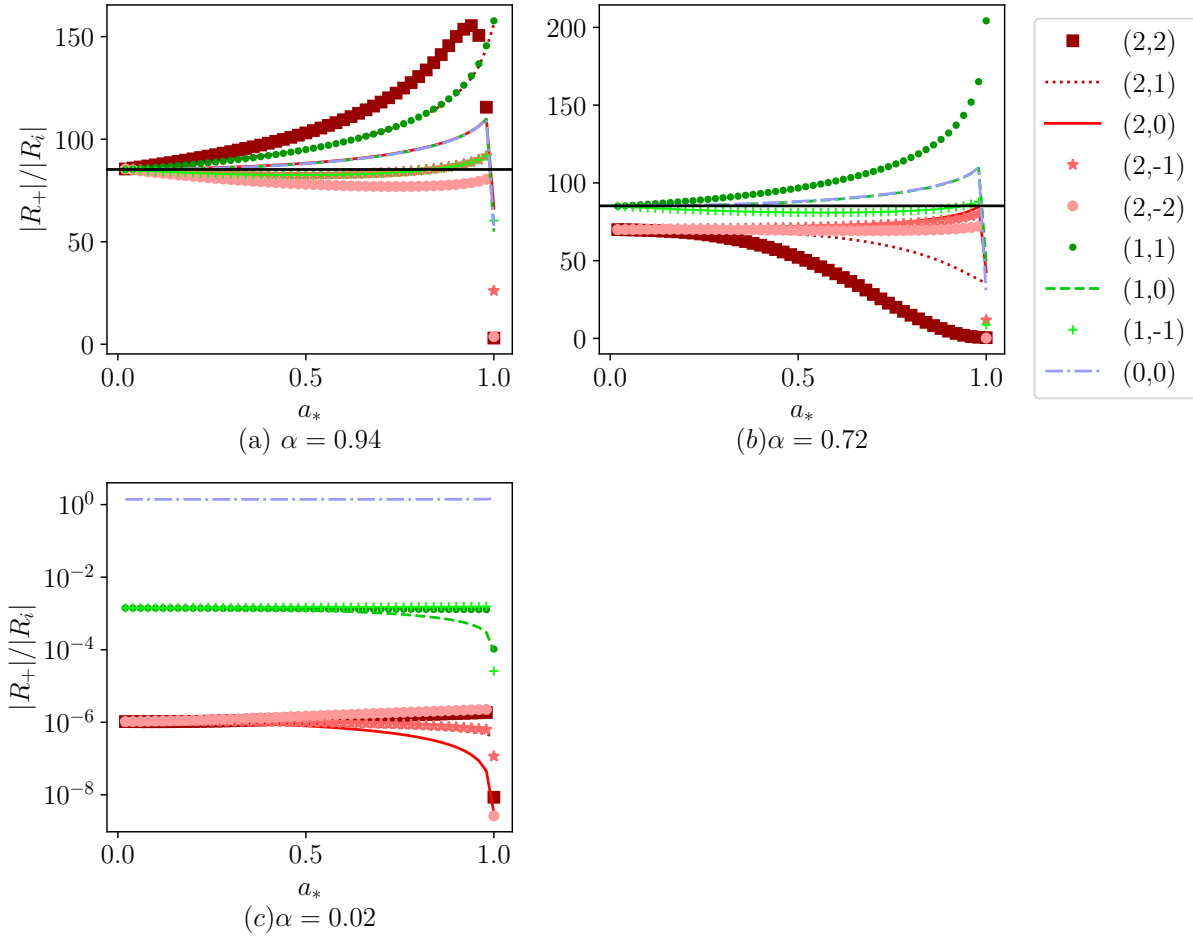 150
100
50
0
|R₊|/|Rᵢ|
0.0 0.5 1.0
a∗
(a) α = 0.94
200
150
100
50
0
0.0 0.5 1.0
a∗
(b)α = 0.72
(2,2)
(2,1)
(2,0)
(2,-1)
(2,-2)
(1,1)
(1,0)
(1,-1)
(0,0)
10⁰
10⁻²
10⁻⁴
10⁻⁶
10⁻⁸
|R₊|/|Rᵢ|
0.0 0.5 1.0
a∗
(c)α = 0.02